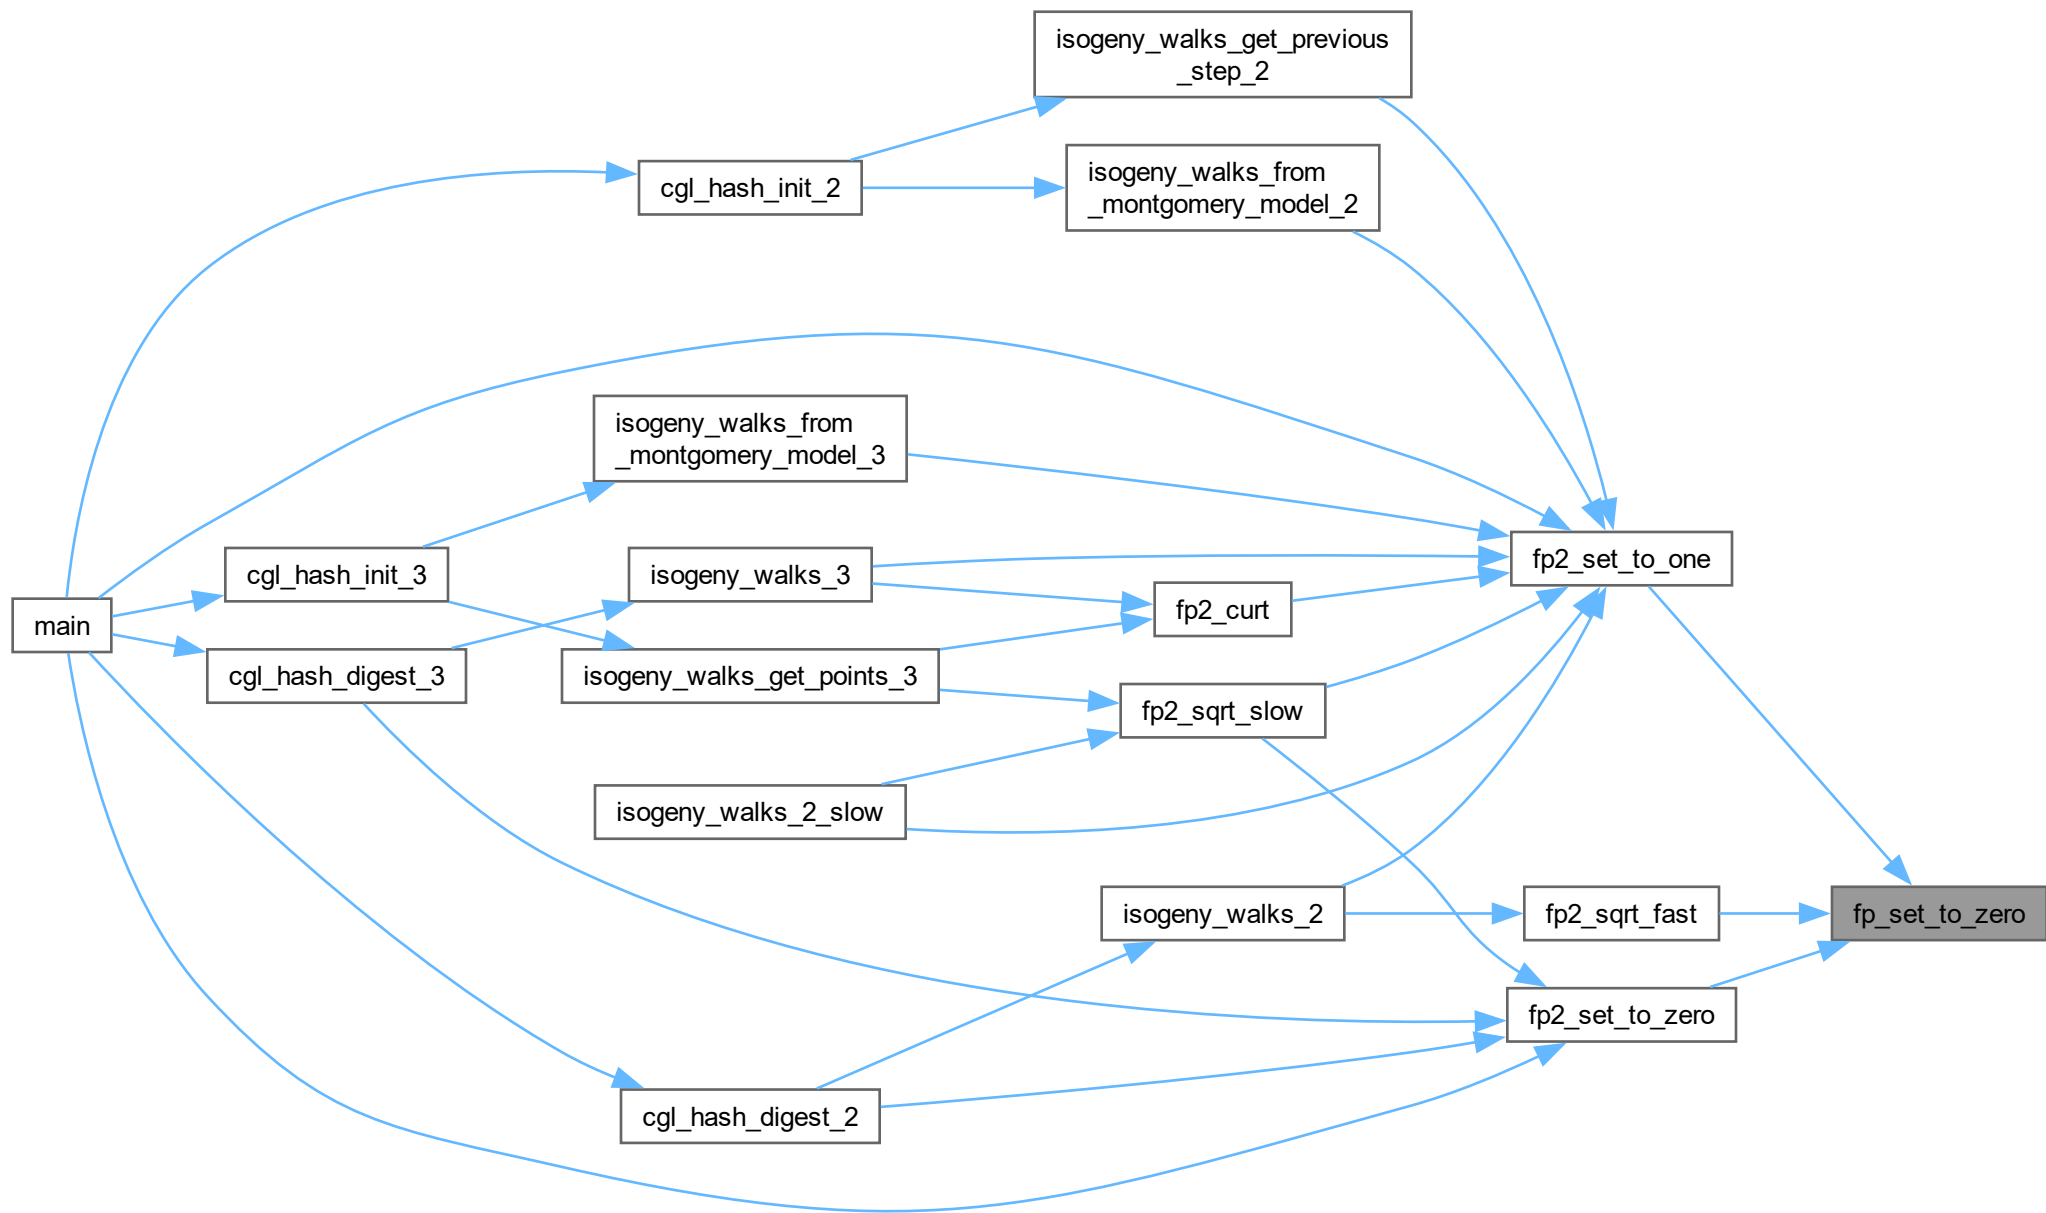 isogeny_walks_get_previous
_step_2
cgl_hash_init_2
isogeny_walks_from
_montgomery_model_2
isogeny_walks_from
_montgomery_model_3
fp2_set_to_one
cgl_hash_init_3
isogeny_walks_3
fp2_curt
main
cgl_hash_digest_3
isogeny_walks_get_points_3
fp2_sqrt_slow
isogeny_walks_2_slow
isogeny_walks_2
fp2_sqrt_fast
fp_set_to_zero
fp2_set_to_zero
cgl_hash_digest_2